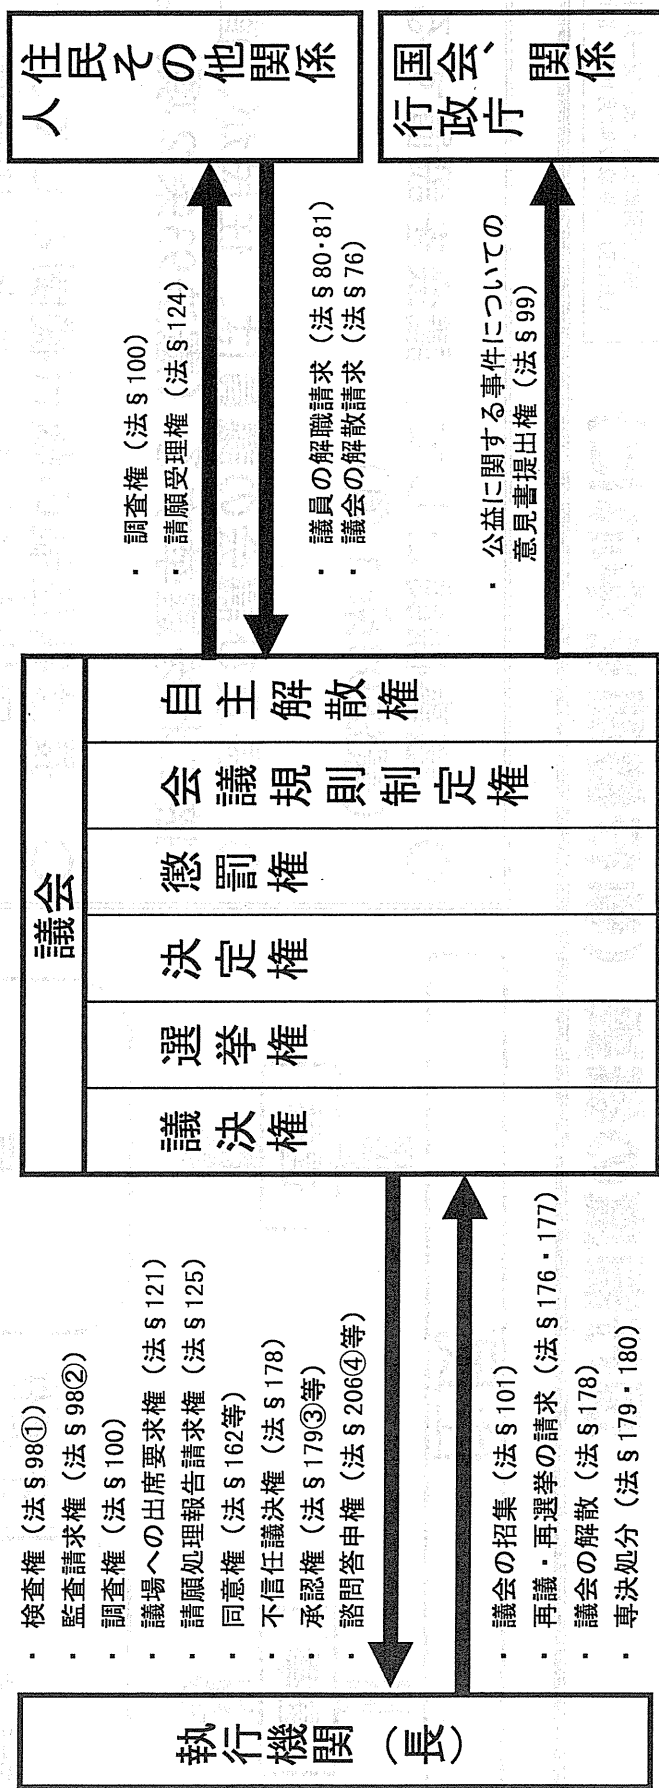 執行機関（長）
・ 検査権（法§98①）
・ 監査請求権（法§98②）
・ 調査権（法§100）
・ 議場への出席要求権（法§121）
・ 請願処理報告請求権（法§125）
・ 同意権（法§162等）
・ 不信任議決権（法§178）
・ 承認権（法§179③等）
・ 諮問答申権（法§206④等）
・ 議会の招集（法§101）
・ 再議・再選挙の請求（法§176・177）
・ 議会の解散（法§178）
・ 専決処分（法§179・180）
議会
議決権
選挙権
決定権
懲罰権
会議規則制定権
自主解散権
・ 調査権（法§100）
・ 請願受理権（法§124）
・ 議員の解職請求（法§80・81）
・ 議会の解散請求（法§76）
・ 公益に関する事件についての
意見書提出権（法§99）
住民その他関係
人
国会、関係
行政庁